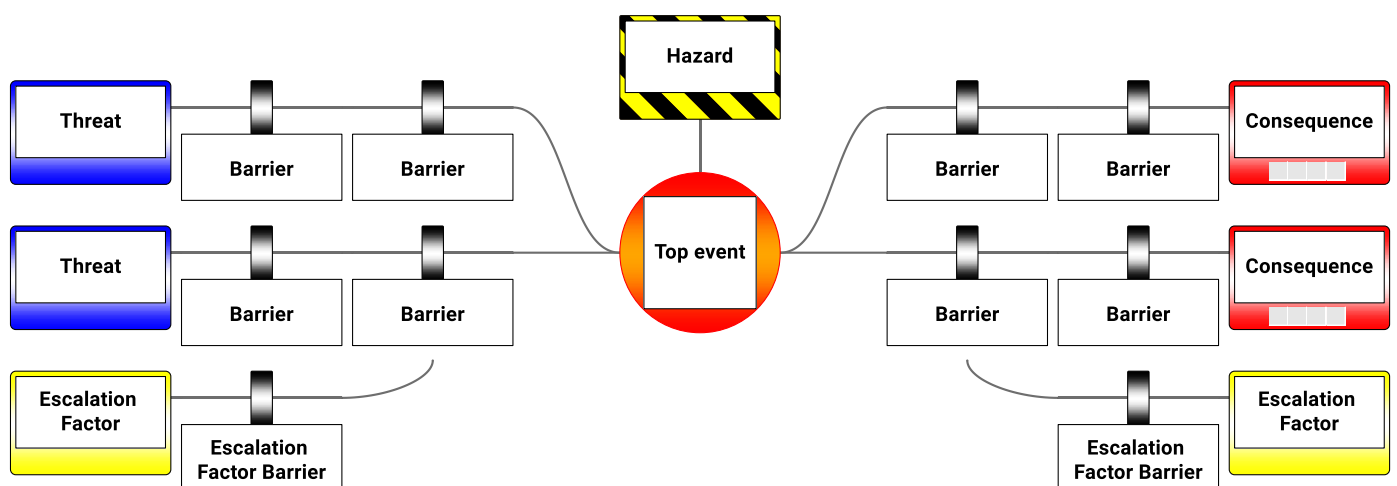 Hazard
Threat
Barrier
Barrier
Barrier
Barrier
Consequence
Top event
Threat
Barrier
Barrier
Barrier
Barrier
Consequence
Escalation
Factor
Escalation
Factor Barrier
Escalation
Factor Barrier
Escalation
Factor